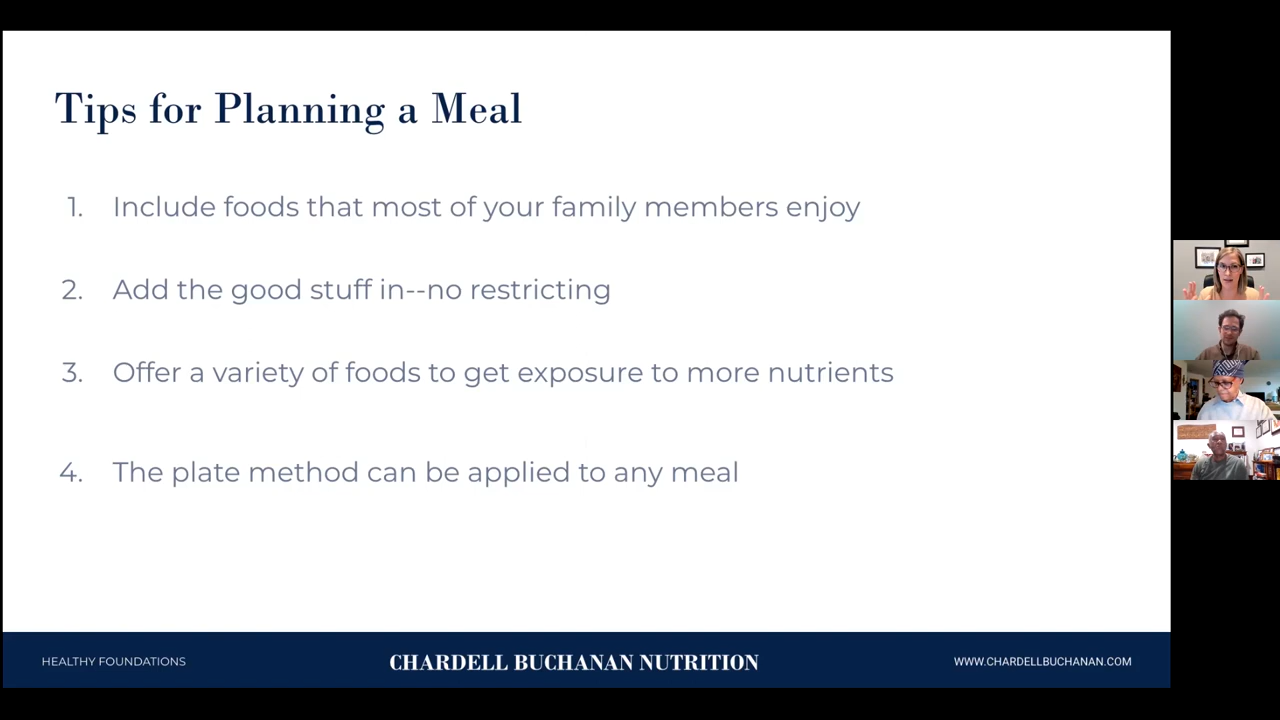 Tips for Planning a Meal
1. Include foods that most of your family members enjoy
2. Add the good stuff in--no restricting
3. Offer a variety of foods to get exposure to more nutrients
4. The plate method can be applied to any meal
HEALTHY FOUNDATIONS
CHARDELL BUCHANAN NUTRITION
WWW.CHARDELLBUCHANAN.COM